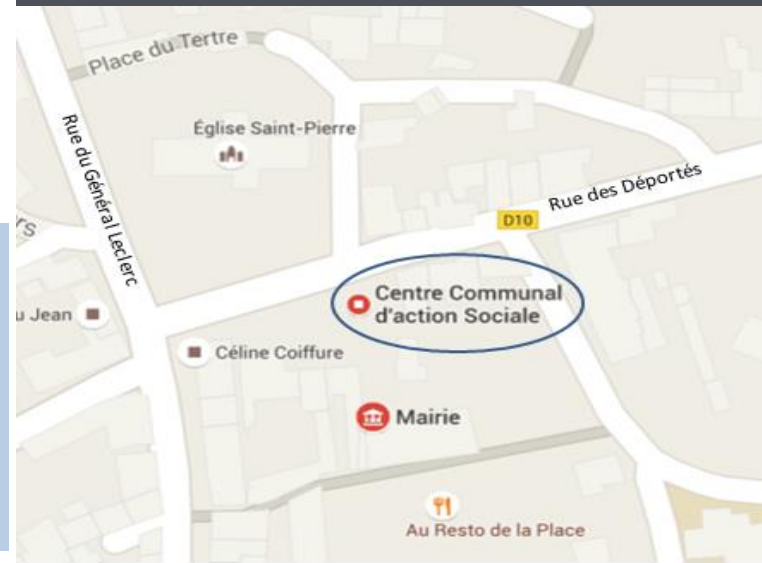 Place du Tertre
Église Saint-Pierre
Rue du Général Leclerc
Rue des Déportés
D10
rs
Centre Communal
d'action Sociale
u Jean
Céline Coiffure
Mairie
Au Resto de la Place